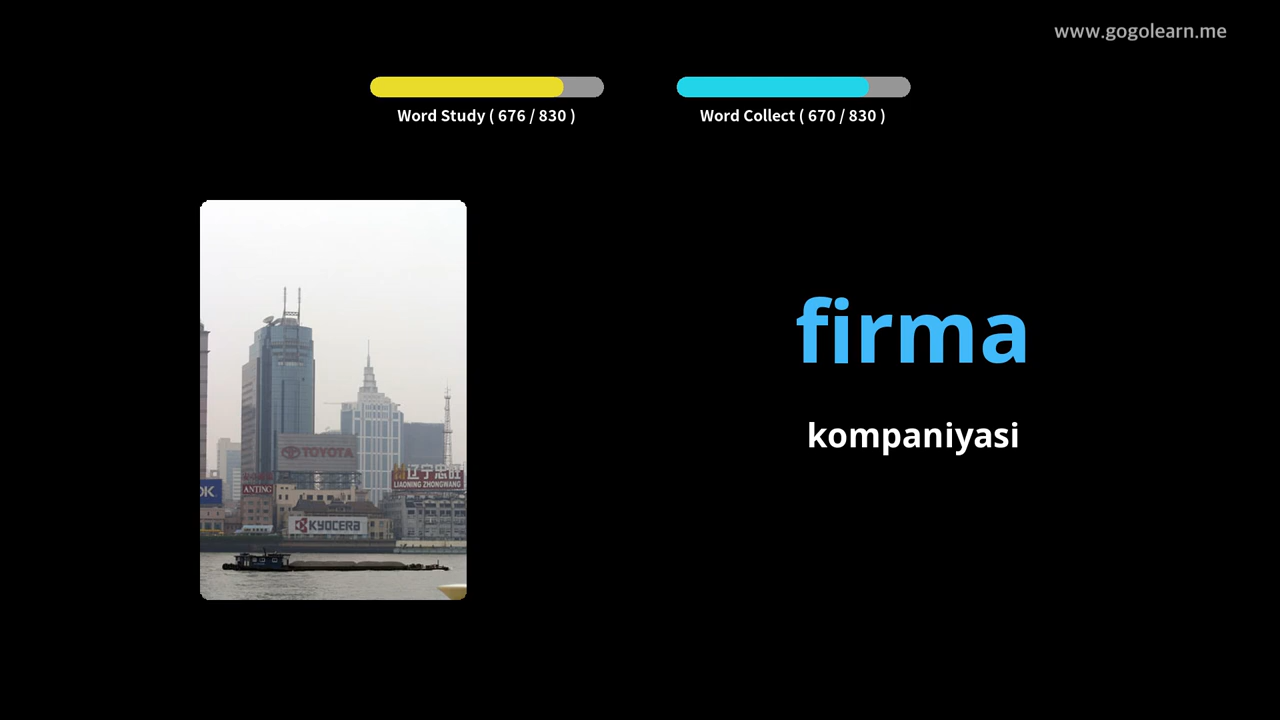 www.gogolearn.me
Word Study ( 676 / 830 )
Word Collect ( 670 / 830 )
firma
kompaniyasi
TOYOTA
辽宁忠旺
LIAONING ZHONGWANG
ANTING
KYOCERA